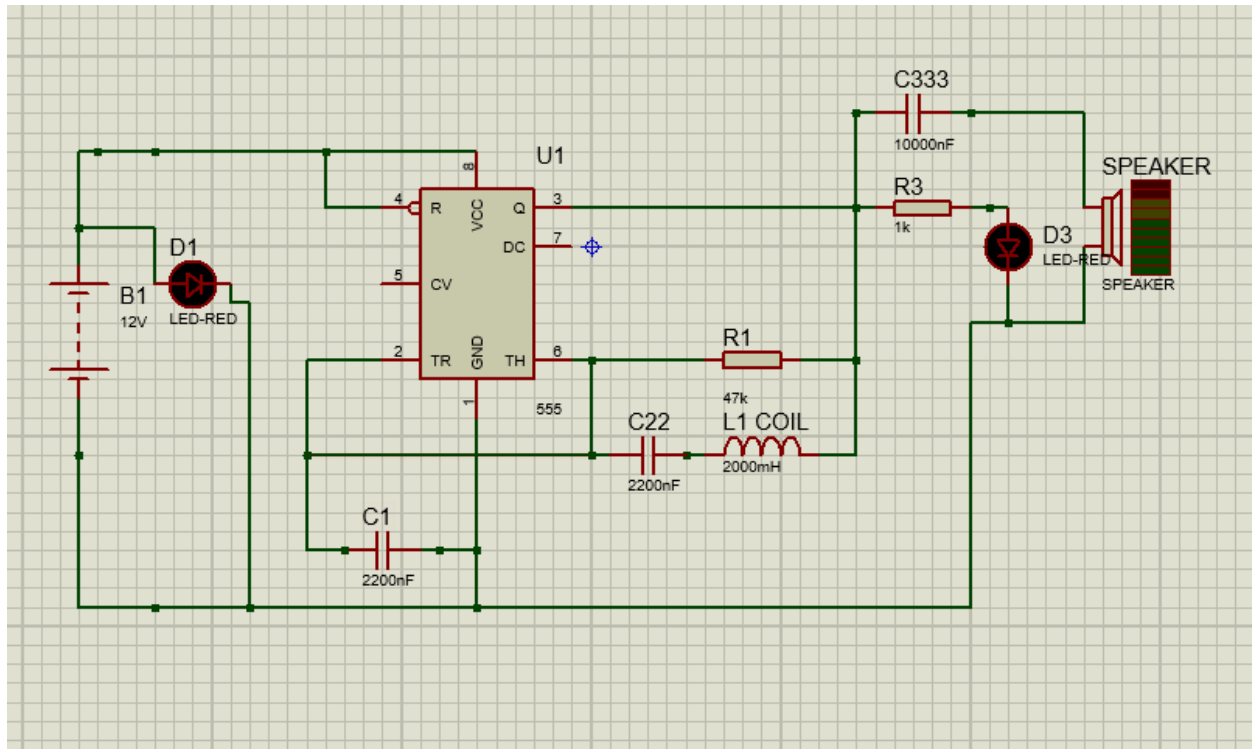 C333
10000nF
U1
8
4
R
VCC
Q
3
R3
1k
SPEAKER
DC
7
D1
D3
LED-RED
SPEAKER
5
CV
B1
12V
LED-RED
2
TR
GND
TH
6
R1
47k
1
555
C22
2200nF
L1 COIL
2000mH
C1
2200nF